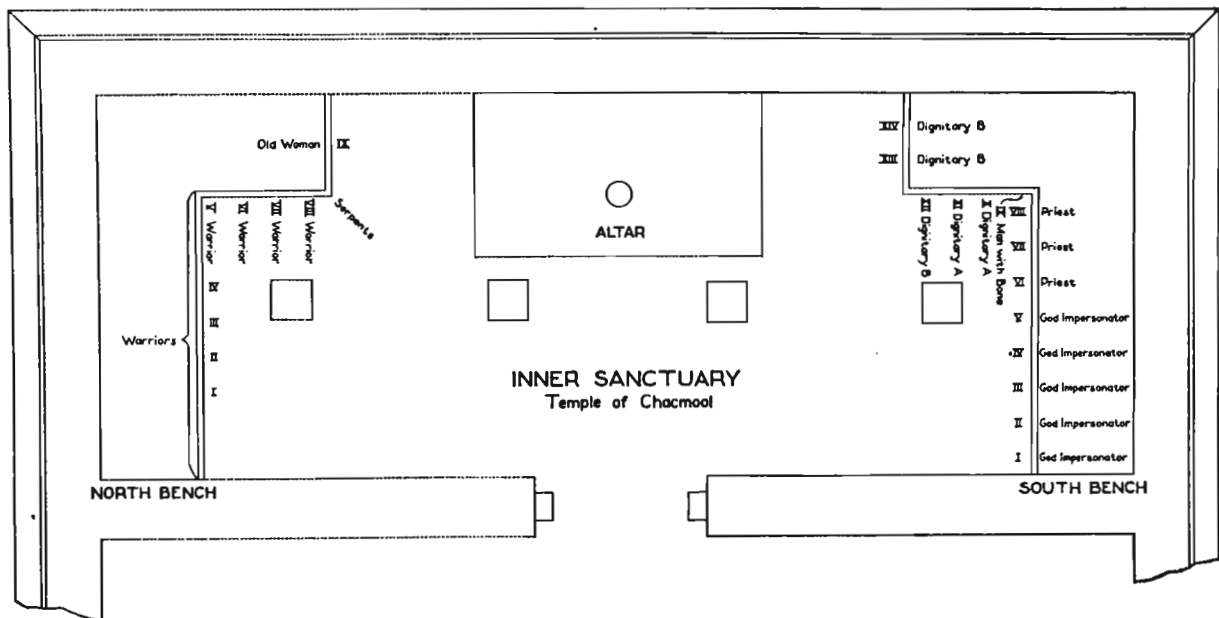 Old Woman IX
V Warrior
VI Warrior
VII Warrior
VIII Warrior
Serpents
IV
III
II
I
Warriors
NORTH BENCH
ALTAR
INNER SANCTUARY
Temple of Chacmool
XIV Dignitary B
XIII Dignitary B
XII Dignitary B
XI Dignitary A
X Dignitary A
IX Man with Bone
VIII Priest
VII Priest
VI Priest
V God Impersonator
IV God Impersonator
III God Impersonator
II God Impersonator
I God Impersonator
SOUTH BENCH